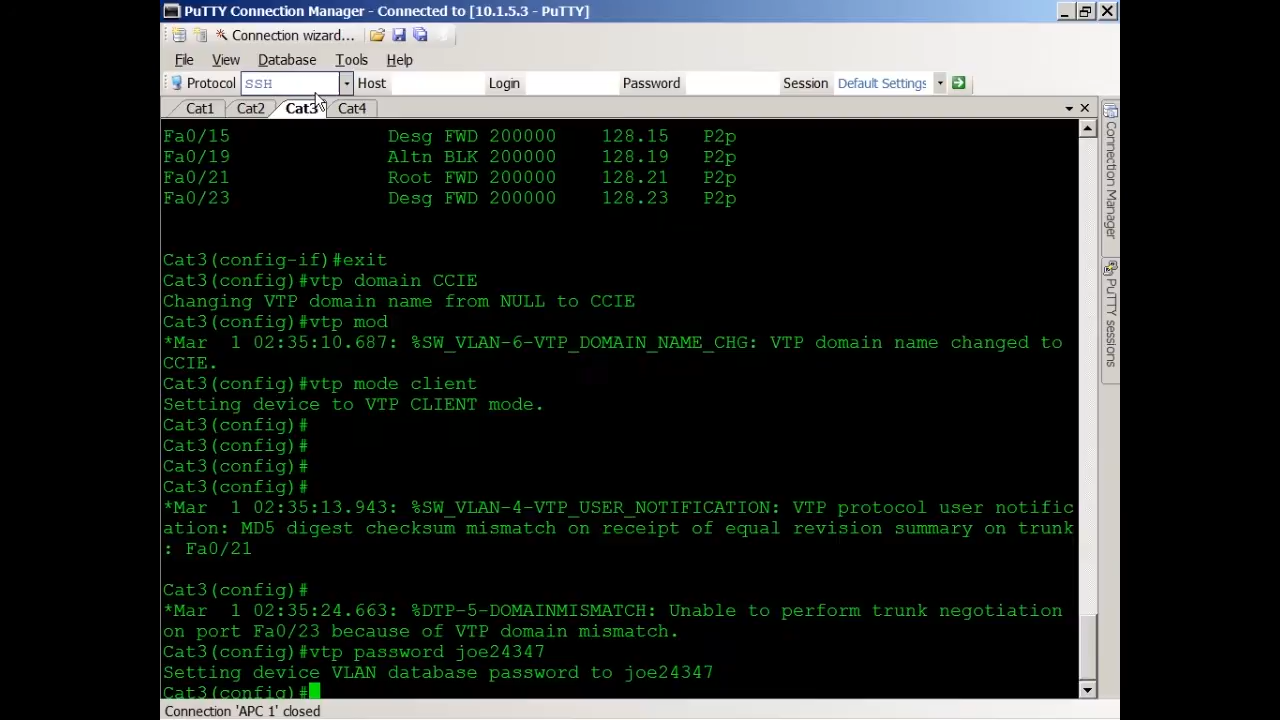 PuTTY Connection Manager - Connected to [10.1.5.3 - PuTTY]
Connection wizard...
File View Database Tools Help
Protocol SSH Host Login Password Session Default Settings
Cat1 Cat2 Cat3 Cat4
Fa0/15 Desg FWD 200000 128.15 P2p
Fa0/19 Altn BLK 200000 128.19 P2p
Fa0/21 Root FWD 200000 128.21 P2p
Fa0/23 Desg FWD 200000 128.23 P2p
Cat3(config-if)#exit
Cat3(config)#vtp domain CCIE
Changing VTP domain name from NULL to CCIE
Cat3(config)#vtp mod
*Mar 1 02:35:10.687: %SW_VLAN-6-VTP_DOMAIN_NAME_CHG: VTP domain name changed to
CCIE.
Cat3(config)#vtp mode client
Setting device to VTP CLIENT mode.
Cat3(config)#
Cat3(config)#
Cat3(config)#
Cat3(config)#
*Mar 1 02:35:13.943: %SW_VLAN-4-VTP_USER_NOTIFICATION: VTP protocol user notific
ation: MD5 digest checksum mismatch on receipt of equal revision summary on trunk
: Fa0/21
Cat3(config)#
*Mar 1 02:35:24.663: %DTP-5-DOMAINMISMATCH: Unable to perform trunk negotiation
on port Fa0/23 because of VTP domain mismatch.
Cat3(config)#vtp password joe24347
Setting device VLAN database password to joe24347
Cat3(config)#
Connection 'APC 1' closed
Connection Manager
PuTTY sessions